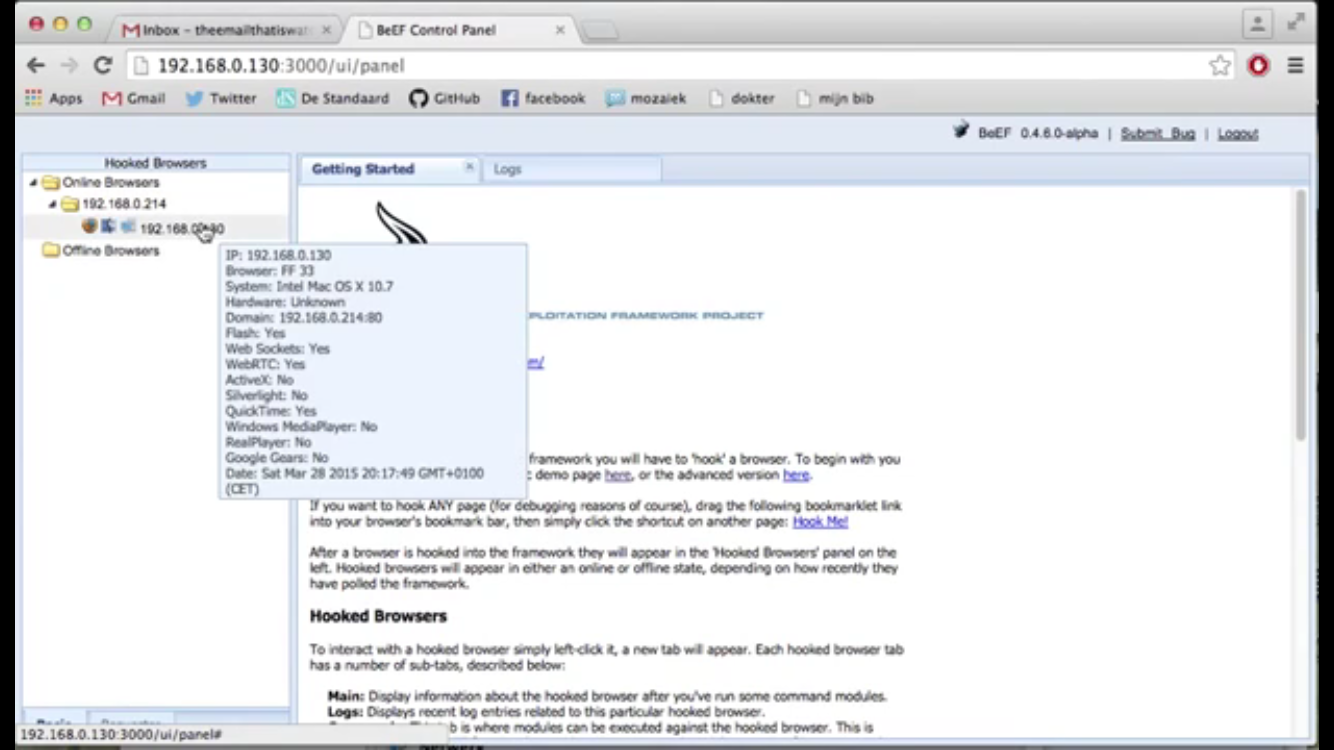 Inbox - theemailthatiswat
BeEF Control Panel
192.168.0.130:3000/ui/panel
Apps Gmail Twitter De Standaard GitHub facebook mozaiek dokter mijn bib
BeEF 0.4.6.0-alpha | Submit Bug | Logout
Hooked Browsers
Getting Started
Logs
Online Browsers
192.168.0.214
192.168.0.130
Offline Browsers
IP: 192.168.0.130
Browser: FF 33
System: Intel Mac OS X 10.7
Hardware: Unknown
Domain: 192.168.0.214:80
Flash: Yes
Web Sockets: Yes
WebRTC: Yes
ActiveX: No
Silverlight: No
QuickTime: Yes
Windows MediaPlayer: No
RealPlayer: No
Google Gears: No
Date: Sat Mar 28 2015 20:17:49 GMT+0100
(CET)
PLOITATION FRAMEWORK PROJECT
m/
framework you will have to 'hook' a browser. To begin with you
demo page here, or the advanced version here.
If you want to hook ANY page (for debugging reasons of course), drag the following bookmarklet link
into your browser's bookmark bar, then simply click the shortcut on another page: Hook Me!
After a browser is hooked into the framework they will appear in the 'Hooked Browsers' panel on the
left. Hooked browsers will appear in either an online or offline state, depending on how recently they
have polled the framework.
Hooked Browsers
To interact with a hooked browser simply left-click it, a new tab will appear. Each hooked browser tab
has a number of sub-tabs, described below:
Main: Display information about the hooked browser after you've run some command modules.
Logs: Displays recent log entries related to this particular hooked browser.
b is where modules can be executed against the hooked browser. This is
192.168.0.130:3000/ui/panel#